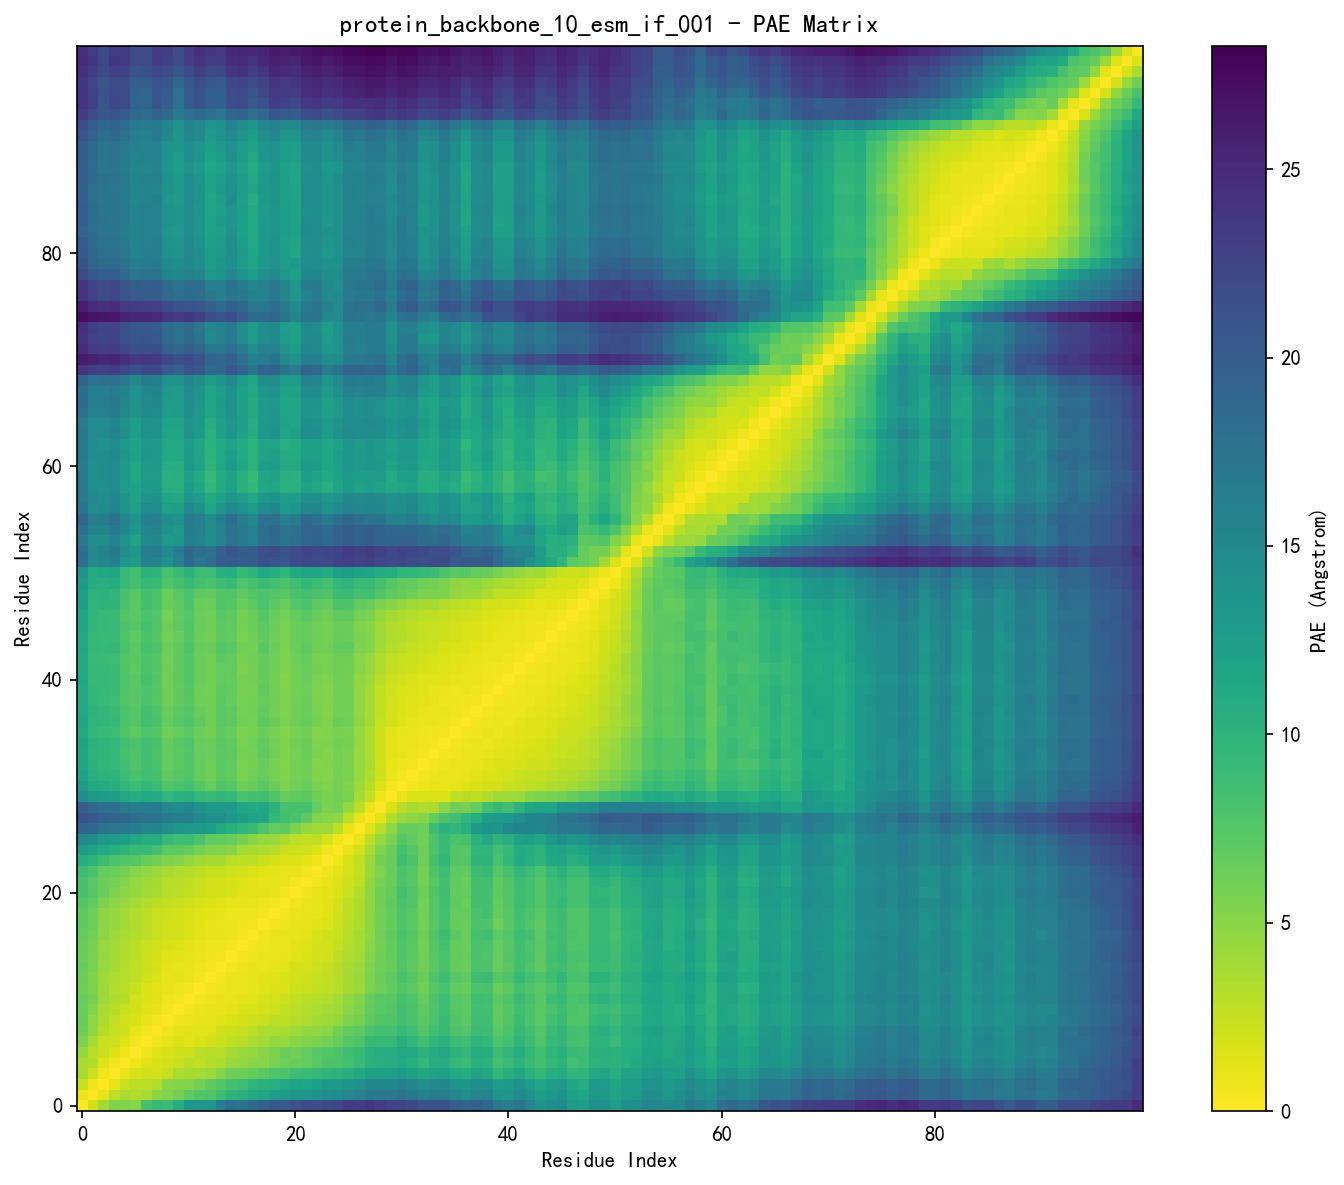 protein_backbone_10_esm_if_001 - PAE Matrix
Residue Index
80
60
40
20
0
0 20 40 60 80
Residue Index
25
20
15
10
5
0
PAE (Angstrom)